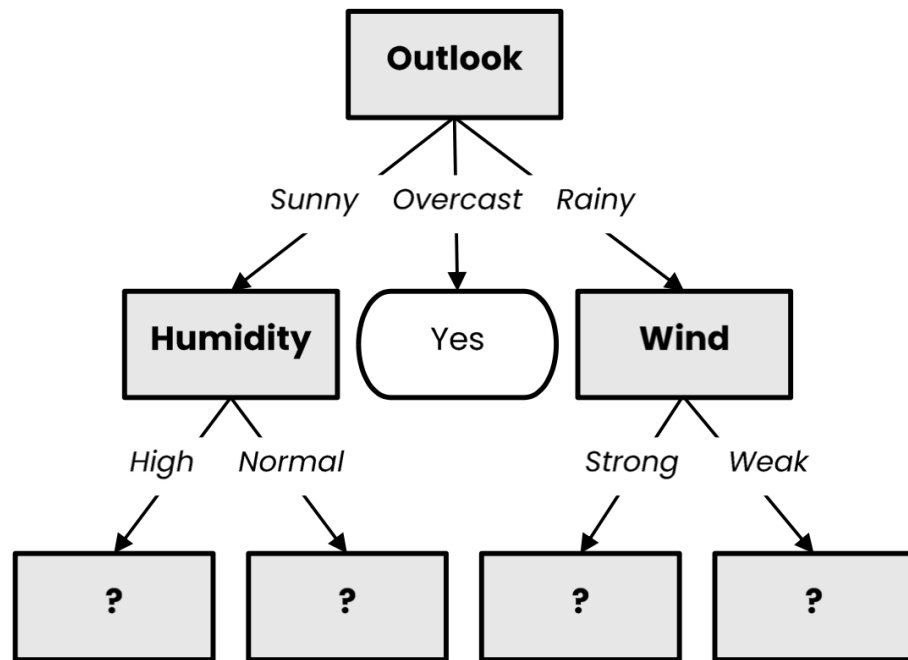 Outlook
Sunny Overcast Rainy
Humidity Yes Wind
High Normal Strong Weak
? ? ? ?